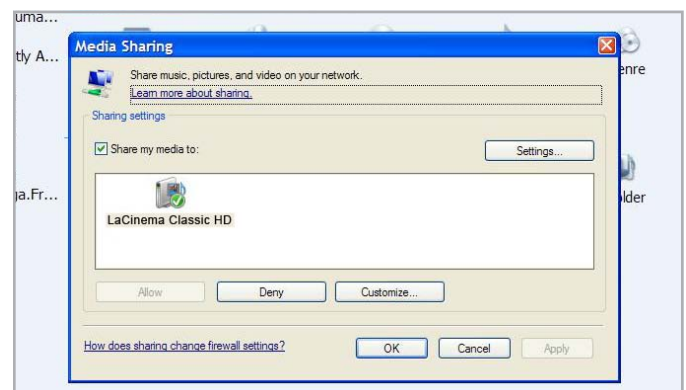 uma...
tly A...
Media Sharing
enre
Share music, pictures, and video on your network.
Learn more about sharing.
Sharing settings
Share my media to:
Settings...
ga.Fr...
older
LaCinema Classic HD
Allow
Deny
Customize...
How does sharing change firewall settings?
OK
Cancel
Apply